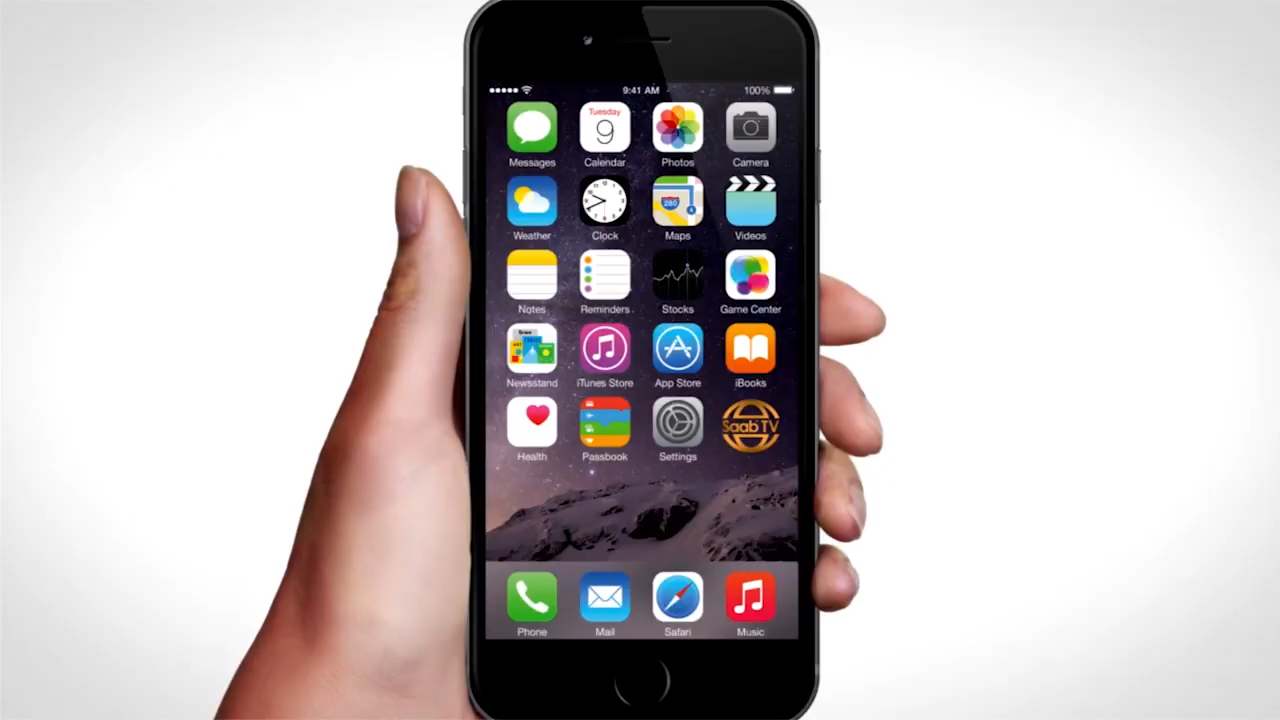 9:41 AM
100%
Tuesday
9
Messages
Calendar
Photos
Camera
280
Weather
Clock
Maps
Videos
Notes
Reminders
Stocks
Game Center
Newsstand
iTunes Store
App Store
iBooks
Saab TV
Health
Passbook
Settings
Phone
Mail
Safari
Music